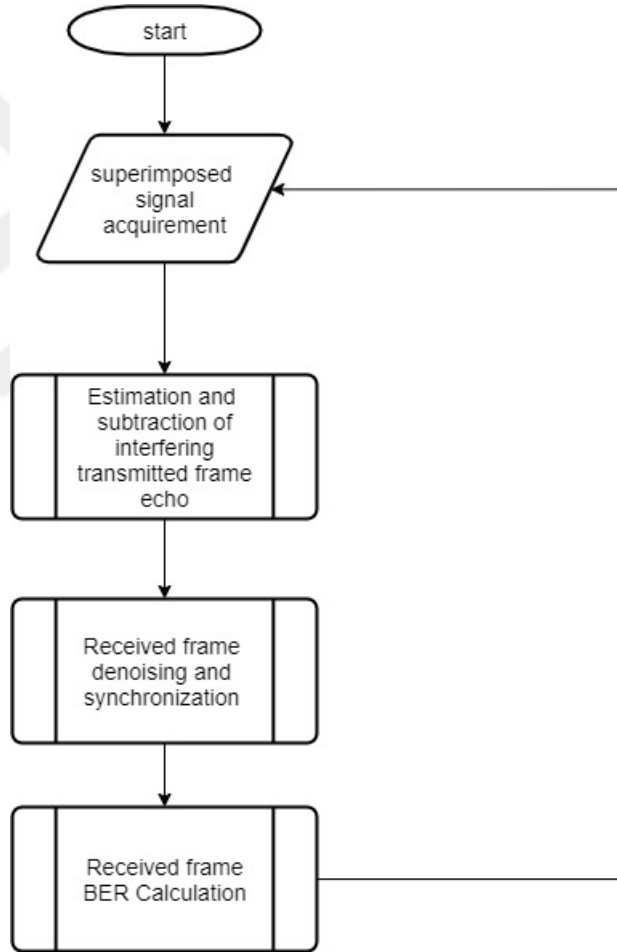 start
superimposed
signal
acquirement
Estimation and
subtraction of
interfering
transmitted frame
echo
Received frame
denoising and
synchronization
Received frame
BER Calculation